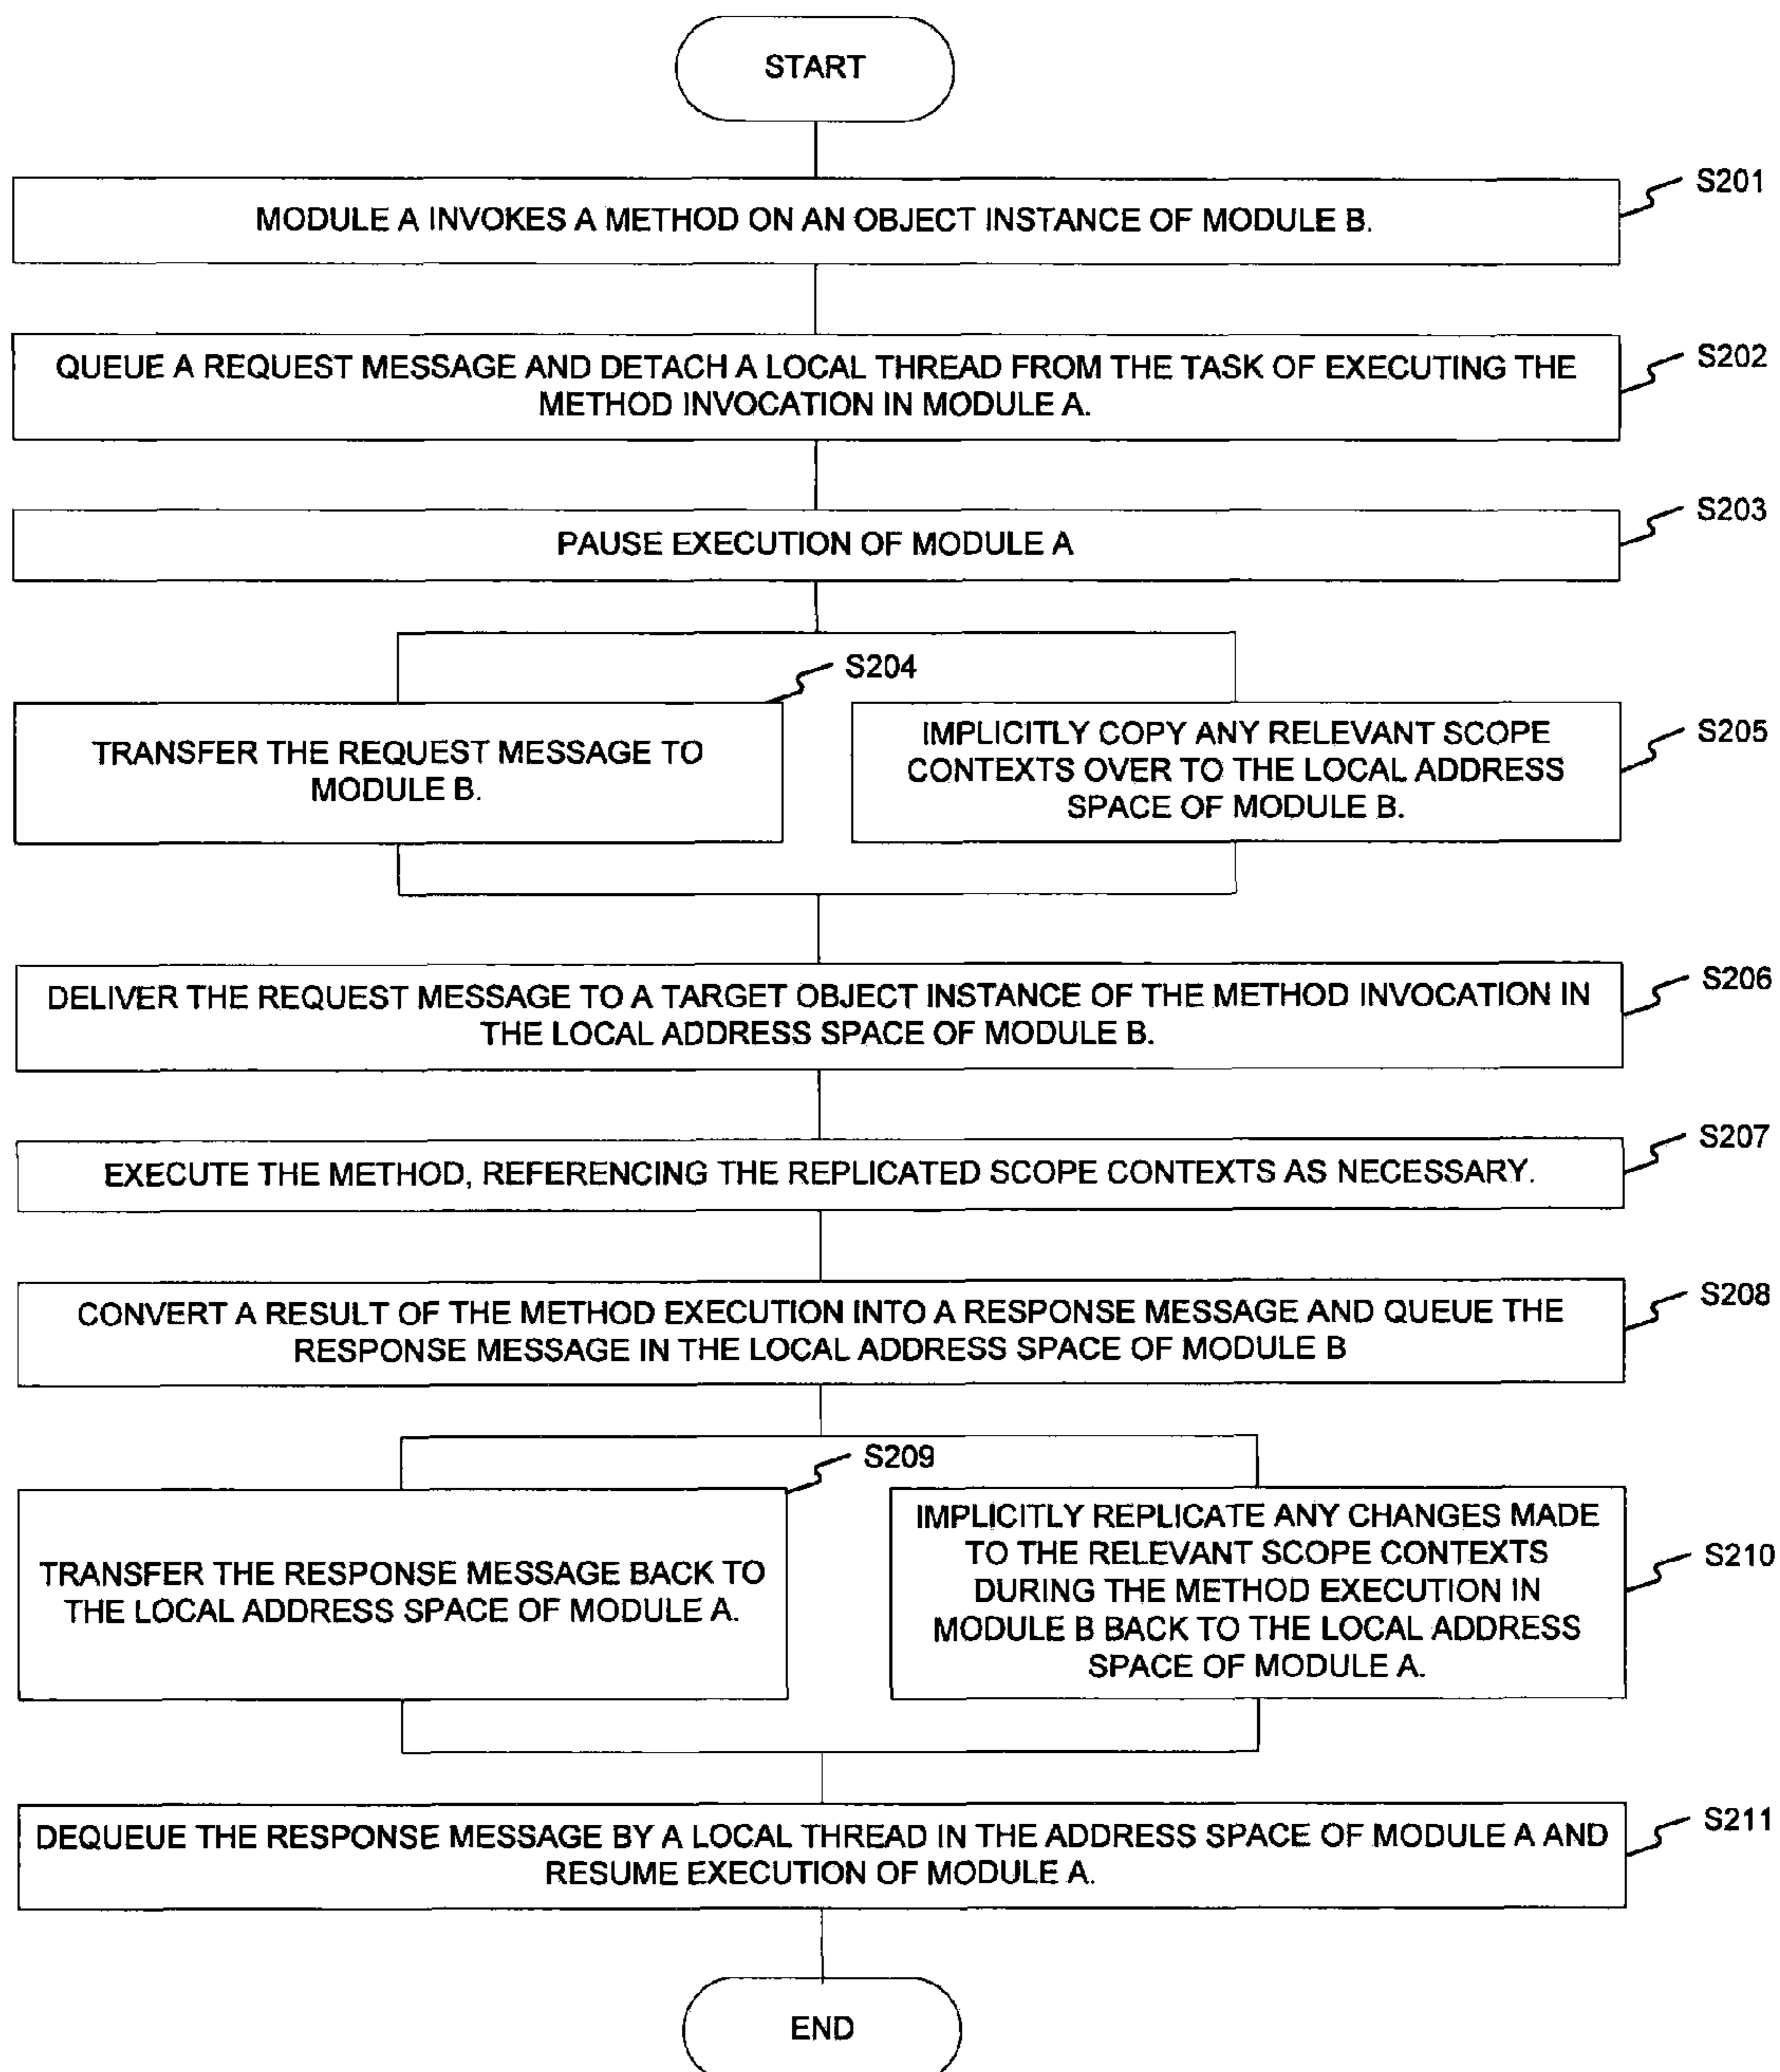 START
S201
MODULE A INVOKES A METHOD ON AN OBJECT INSTANCE OF MODULE B.
S202
QUEUE A REQUEST MESSAGE AND DETACH A LOCAL THREAD FROM THE TASK OF EXECUTING THE
METHOD INVOCATION IN MODULE A.
S203
PAUSE EXECUTION OF MODULE A
S204
TRANSFER THE REQUEST MESSAGE TO
MODULE B.
S205
IMPLICITLY COPY ANY RELEVANT SCOPE
CONTEXTS OVER TO THE LOCAL ADDRESS
SPACE OF MODULE B.
S206
DELIVER THE REQUEST MESSAGE TO A TARGET OBJECT INSTANCE OF THE METHOD INVOCATION IN
THE LOCAL ADDRESS SPACE OF MODULE B.
S207
EXECUTE THE METHOD, REFERENCING THE REPLICATED SCOPE CONTEXTS AS NECESSARY.
S208
CONVERT A RESULT OF THE METHOD EXECUTION INTO A RESPONSE MESSAGE AND QUEUE THE
RESPONSE MESSAGE IN THE LOCAL ADDRESS SPACE OF MODULE B
S209
TRANSFER THE RESPONSE MESSAGE BACK TO
THE LOCAL ADDRESS SPACE OF MODULE A.
IMPLICITLY REPLICATE ANY CHANGES MADE
TO THE RELEVANT SCOPE CONTEXTS
DURING THE METHOD EXECUTION IN
MODULE B BACK TO THE LOCAL ADDRESS
SPACE OF MODULE A.
S210
S211
DEQUEUE THE RESPONSE MESSAGE BY A LOCAL THREAD IN THE ADDRESS SPACE OF MODULE A AND
RESUME EXECUTION OF MODULE A.
END